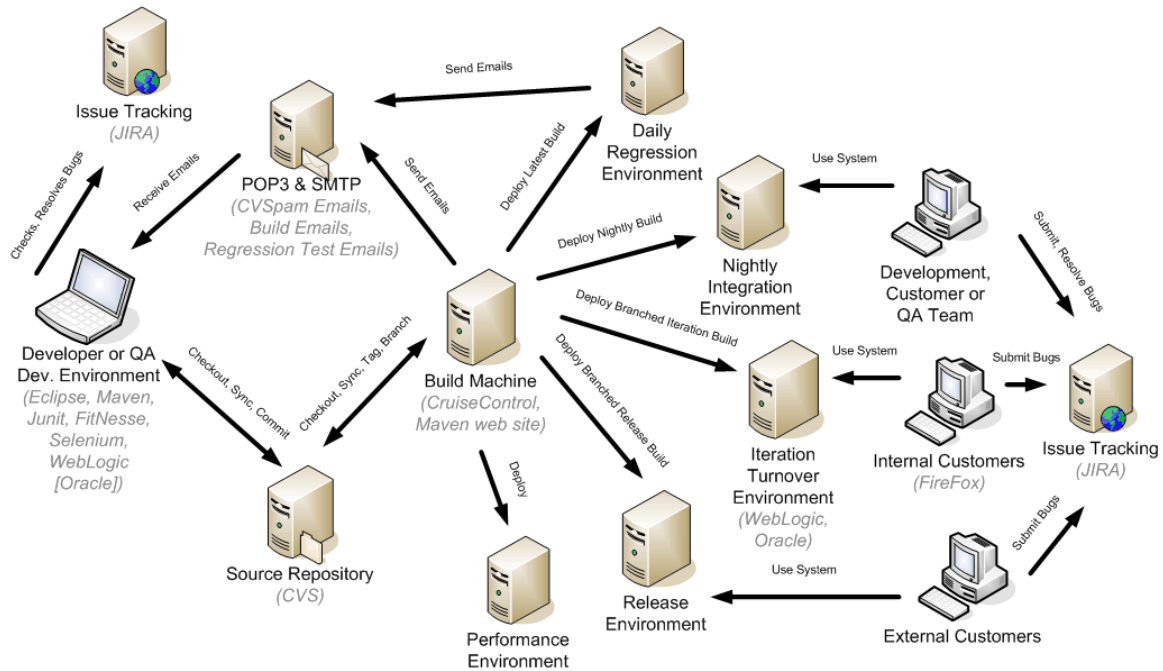 Issue Tracking
(JIRA)
Checks, Resolves Bugs
Receive Emails
POP3 & SMTP
(CVSpam Emails,
Build Emails,
Regression Test Emails)
Send Emails
Send Emails
Deploy Latest Build
Daily
Regression
Environment
Deploy Nightly Build
Nightly
Integration
Environment
Use System
Development,
Customer or
QA Team
Submit, Resolve Bugs
Developer or QA
Dev. Environment
(Eclipse, Maven,
Junit, FitNesse,
Selenium,
WebLogic
[Oracle])
Checkout, Sync, Commit
Checkout, Sync, Tag, Branch
Source Repository
(CVS)
Build Machine
(CruiseControl,
Maven web site)
Deploy Branched Iteration Build
Deploy Branched Release Build
Deploy
Performance
Environment
Iteration
Turnover
Environment
(WebLogic,
Oracle)
Use System
Internal Customers
(FireFox)
Submit Bugs
Issue Tracking
(JIRA)
Submit Bugs
Release
Environment
Use System
External Customers